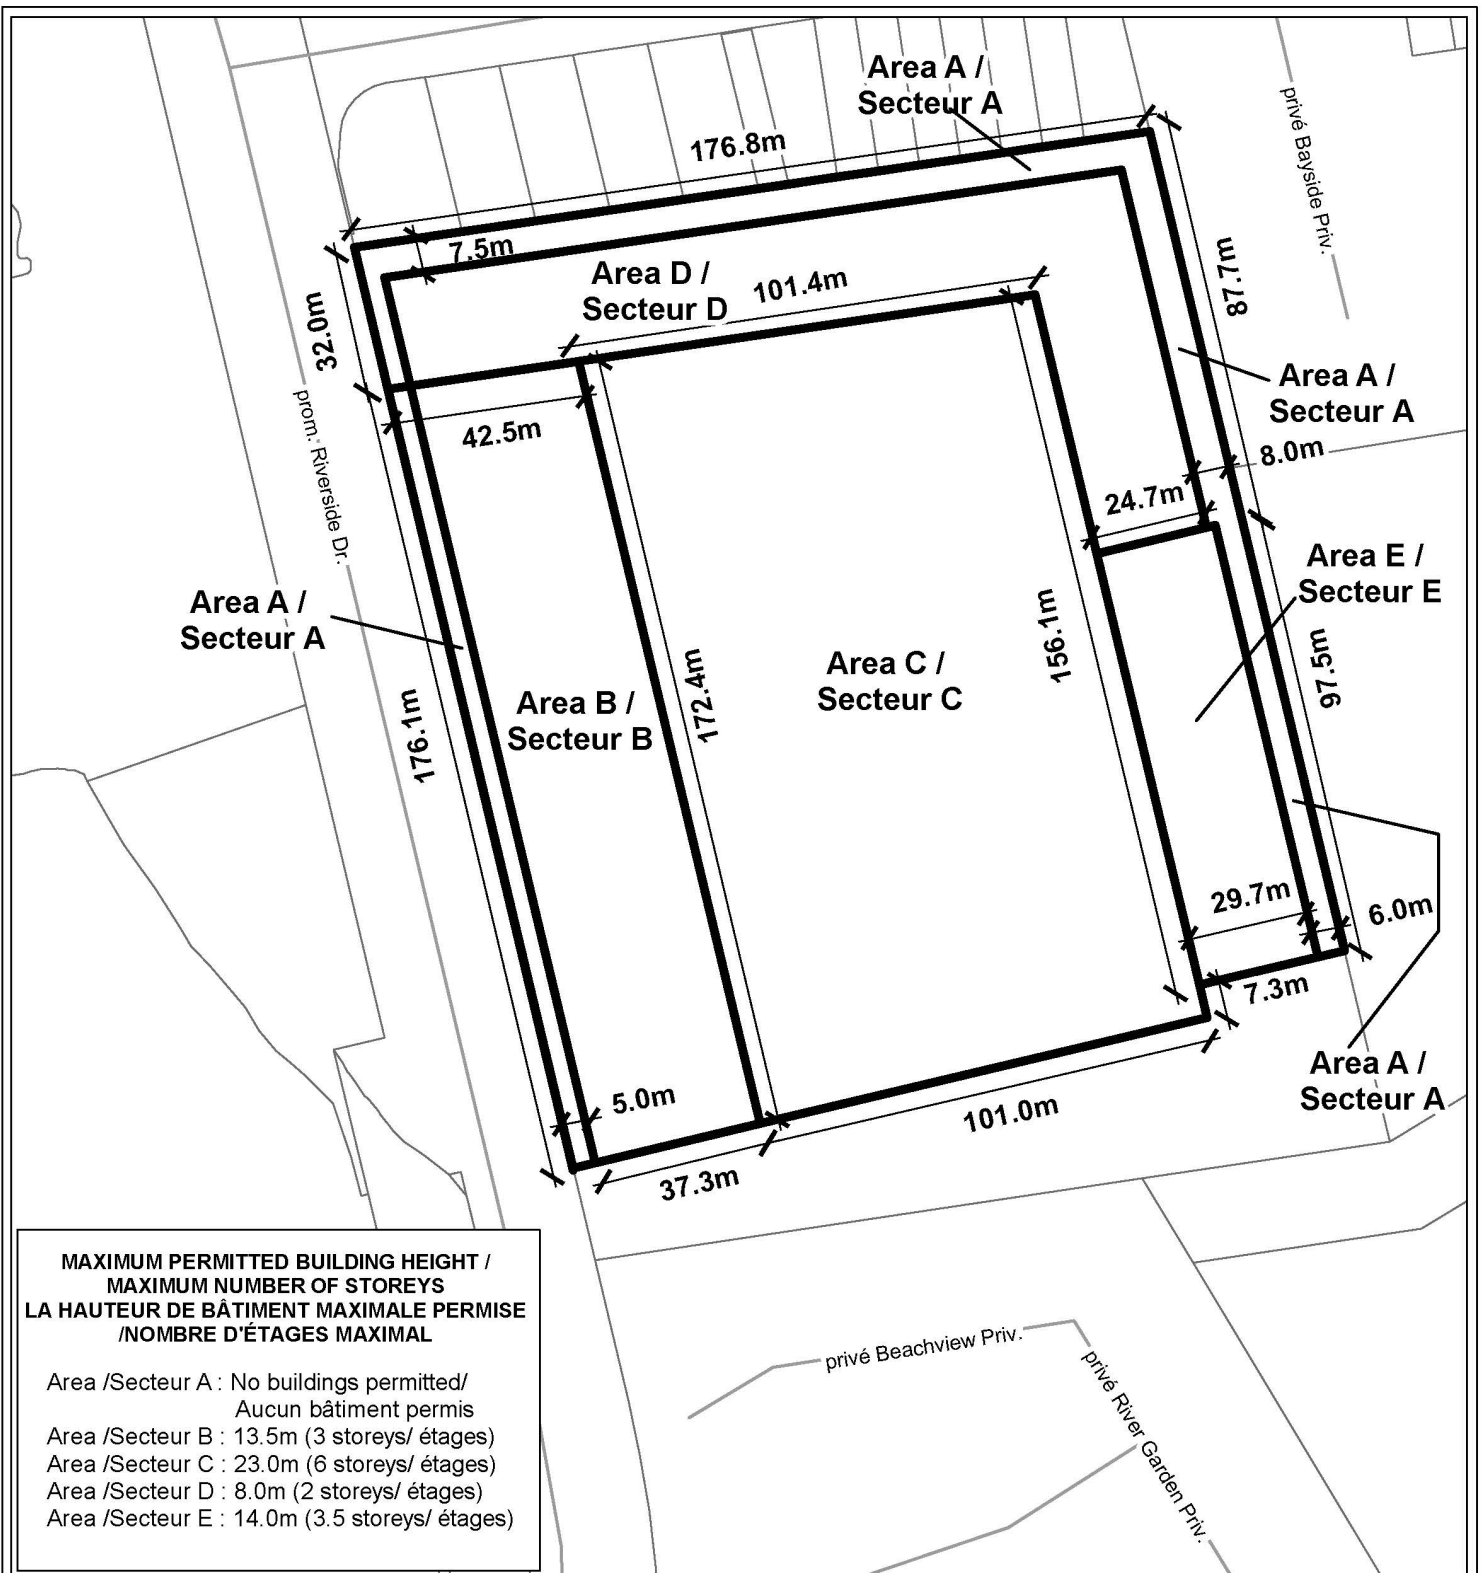 Area A /
Secteur A
176.8m
privé Bayside Priv.
7.5m
Area D /
Secteur D
101.4m
87.7m
32.0m
prom. Riverside Dr.
42.5m
Area A /
Secteur A
8.0m
24.7m
Area E /
Secteur E
Area A /
Secteur A
156.1m
97.5m
172.4m
Area C /
Secteur C
Area B /
Secteur B
176.1m
29.7m
6.0m
7.3m
Area A /
Secteur A
5.0m
101.0m
37.3m
MAXIMUM PERMITTED BUILDING HEIGHT /
MAXIMUM NUMBER OF STOREYS
LA HAUTEUR DE BÂTIMENT MAXIMALE PERMISE
/NOMBRE D'ÉTAGES MAXIMAL
Area /Secteur A : No buildings permitted/
Aucun bâtiment permis
Area /Secteur B : 13.5m (3 storeys/ étages)
Area /Secteur C : 23.0m (6 storeys/ étages)
Area /Secteur D : 8.0m (2 storeys/ étages)
Area /Secteur E : 14.0m (3.5 storeys/ étages)
privé Beachview Priv.
privé River Garden Priv.